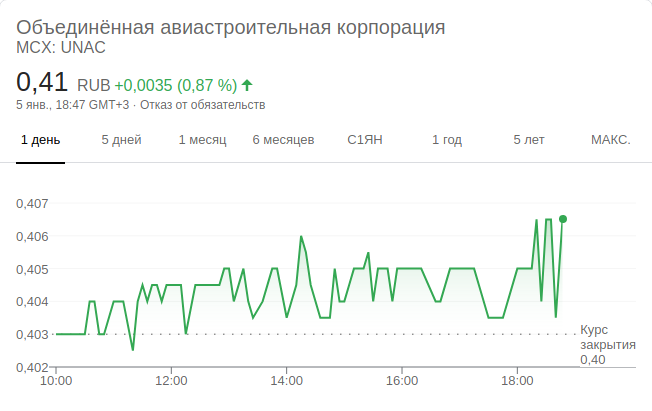 Объединённая авиастроительная корпорация
MCX: UNAC
0,41 RUB +0,0035 (0,87 %)
5 янв., 18:47 GMT+3 · Отказ от обязательств
1 день 5 дней 1 месяц 6 месяцев С1ЯН 1 год 5 лет МАКС.
0,407
0,406
0,405
0,404
0,403
0,402
Курс
закрытия
0,40
10:00 12:00 14:00 16:00 18:00